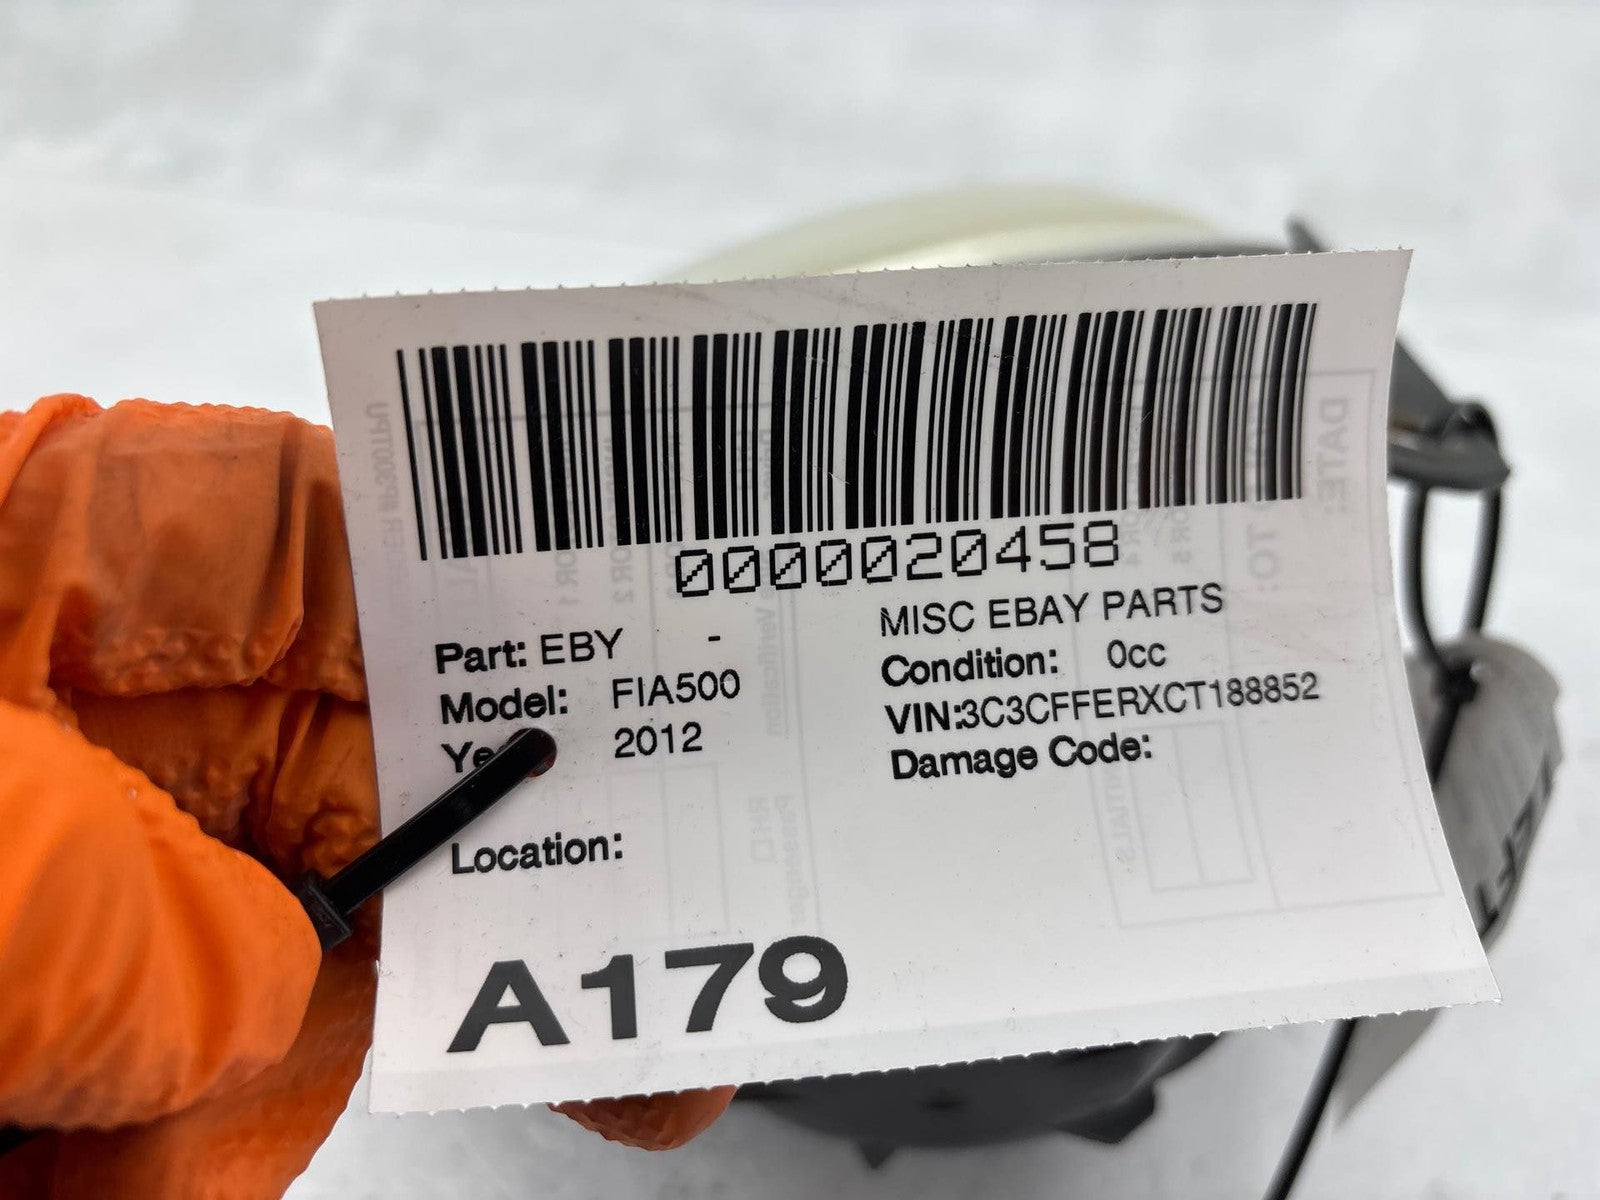 0000020458
Part: EBY - MISC EBAY PARTS
Model: FIA500 Condition: 0cc
2012 VIN:3C3CFFERXCT188852
Damage Code:
Location:
A179